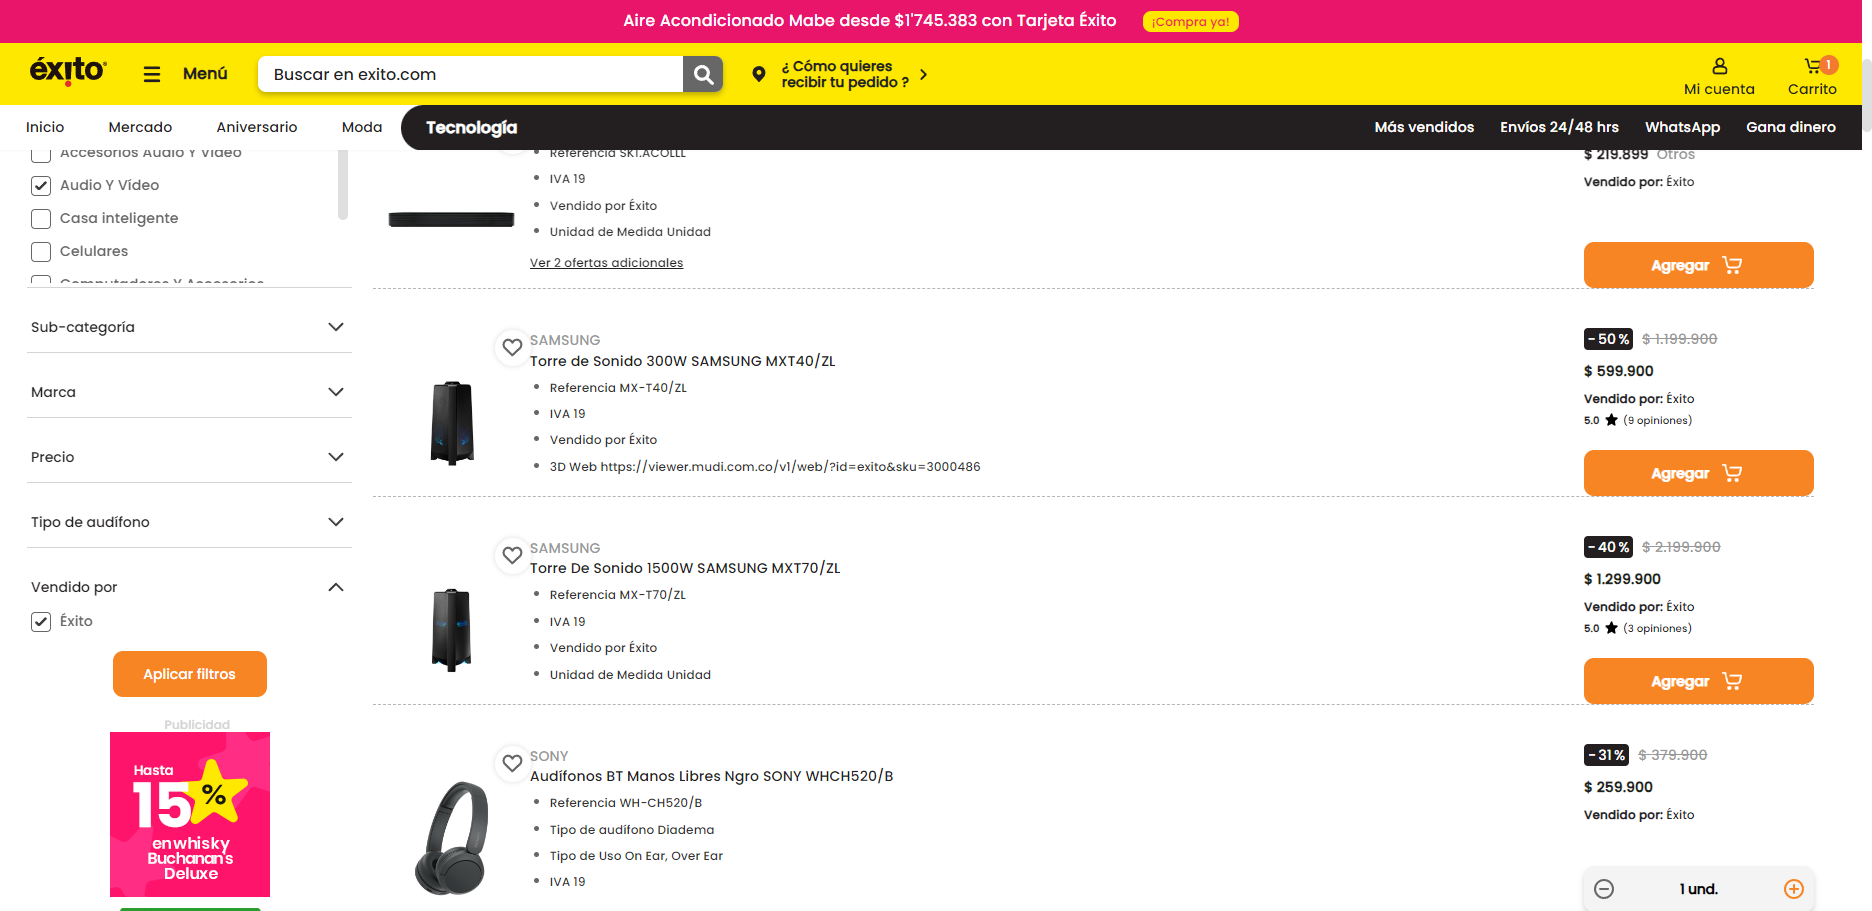 Aire Acondicionado Mabe desde $1'745.383 con Tarjeta Éxito ¡Compra ya!
éxito
Menú
Buscar en exito.com
¿ Cómo quieres
recibir tu pedido ?
Mi cuenta
1
Carrito
Inicio Mercado Aniversario Moda Tecnología Más vendidos Envíos 24/48 hrs WhatsApp Gana dinero
Accesorios Audio Y Video
Audio Y Vídeo
Casa inteligente
Celulares
Computadores Y Accesorios
Sub-categoría
Marca
Precio
Tipo de audífono
Vendido por
Éxito
Aplicar filtros
Publicidad
Hasta
15%
en whisky
Buchanan's
Deluxe
Referencia SK1.ACOLLL
IVA 19
Vendido por Éxito
Unidad de Medida Unidad
Ver 2 ofertas adicionales
$ 219.899 Otros
Vendido por: Éxito
Agregar
SAMSUNG
Torre de Sonido 300W SAMSUNG MXT40/ZL
Referencia MX-T40/ZL
IVA 19
Vendido por Éxito
3D Web https://viewer.mudi.com.co/v1/web/?id=exito&sku=3000486
-50% $ 1.199.900
$ 599.900
Vendido por: Éxito
5.0 ★ (9 opiniones)
Agregar
SAMSUNG
Torre De Sonido 1500W SAMSUNG MXT70/ZL
Referencia MX-T70/ZL
IVA 19
Vendido por Éxito
Unidad de Medida Unidad
-40% $ 2.199.900
$ 1.299.900
Vendido por: Éxito
5.0 ★ (3 opiniones)
Agregar
SONY
Audífonos BT Manos Libres Ngro SONY WHCH520/B
Referencia WH-CH520/B
Tipo de audífono Diadema
Tipo de Uso On Ear, Over Ear
IVA 19
-31% $ 379.900
$ 259.900
Vendido por: Éxito
1 und.